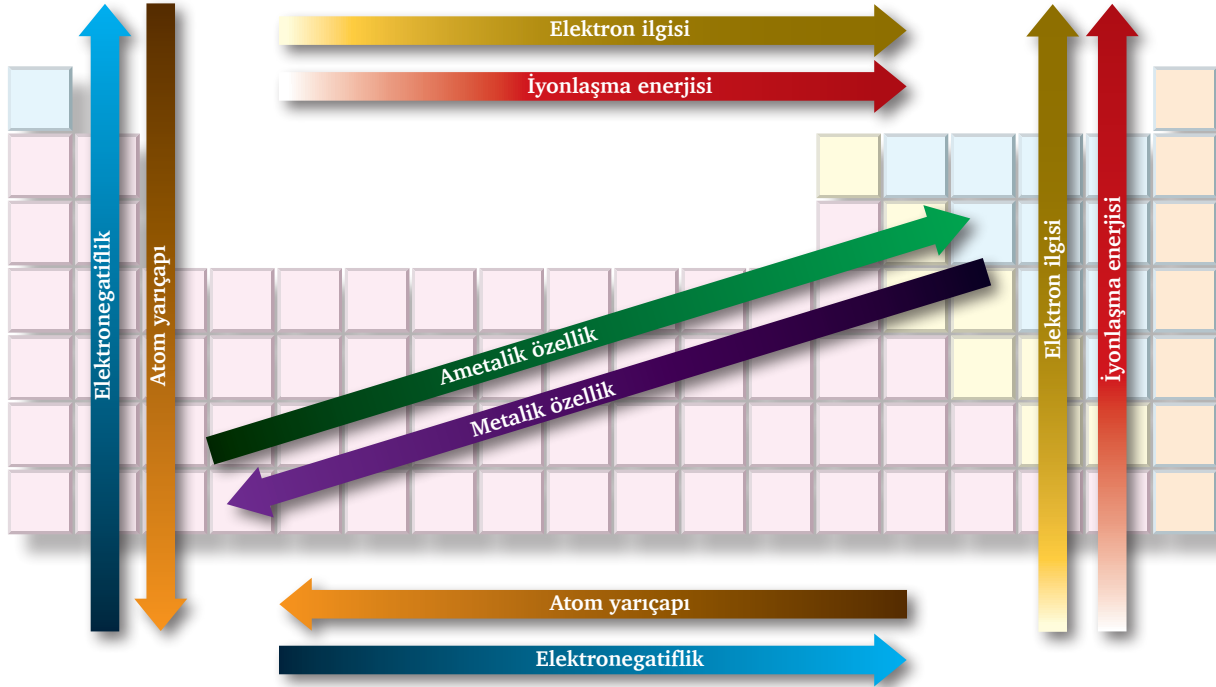 Elektron ilgisi
İyonlaşma enerjisi
Elektronegatiflik
Atom yarıçapı
Ametalik özellik
Metalik özellik
Elektron ilgisi
İyonlaşma enerjisi
Atom yarıçapı
Elektronegatiflik